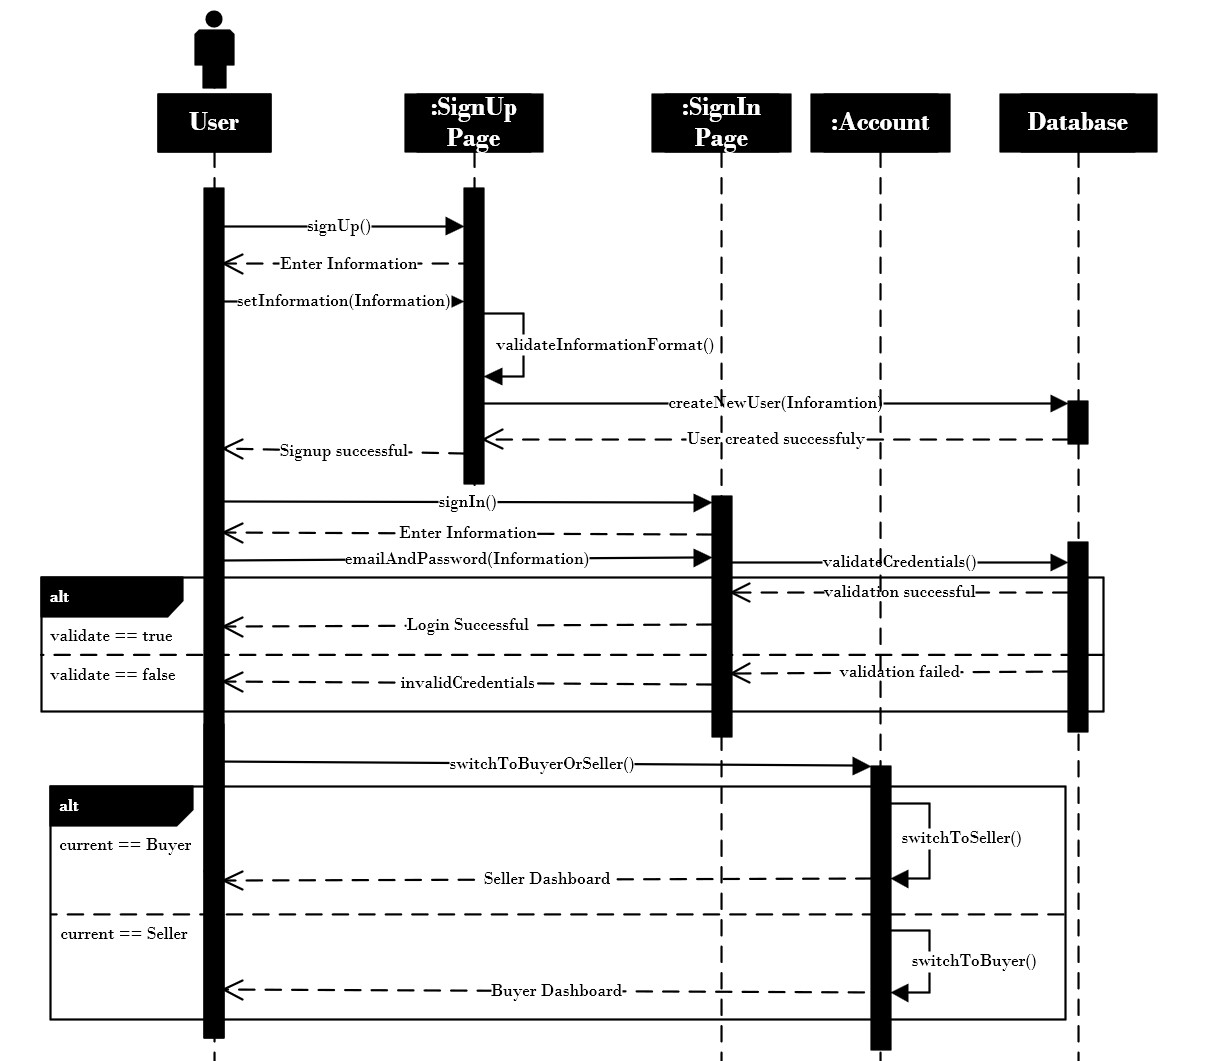 User
:SignUp
Page
:SignIn
Page
:Account
Database
signUp()
Enter Information
setInformation(Information)
validateInformationFormat()
createNewUser(Inforamtion)
User created successfuly
Signup successful
signIn()
Enter Information
emailAndPassword(Information)
validateCredentials()
alt
validation successful
Login Successful
validate == true
validate == false
validation failed
invalidCredentials
switchToBuyerOrSeller()
alt
switchToSeller()
current == Buyer
Seller Dashboard
current == Seller
switchToBuyer()
Buyer Dashboard